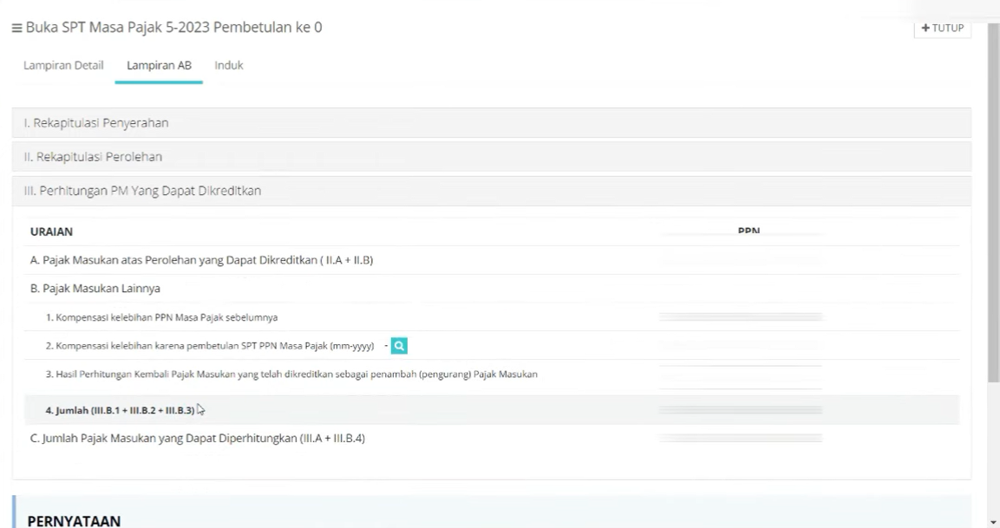 Buka SPT Masa Pajak 5-2023 Pembetulan ke 0
+ TUTUP
Lampiran Detail Lampiran AB Induk
I. Rekapitulasi Penyerahan
II. Rekapitulasi Perolehan
III. Perhitungan PM Yang Dapat Dikreditkan
URAIAN PPN
A. Pajak Masukan atas Perolehan yang Dapat Dikreditkan ( II.A + II.B)
B. Pajak Masukan Lainnya
1. Kompensasi kelebihan PPN Masa Pajak sebelumnya
2. Kompensasi kelebihan karena pembetulan SPT PPN Masa Pajak (mm-yyyy) -
3. Hasil Perhitungan Kembali Pajak Masukan yang telah dikreditkan sebagai penambah (pengurang) Pajak Masukan
4. Jumlah (III.B.1 + III.B.2 + III.B.3)
C. Jumlah Pajak Masukan yang Dapat Diperhitungkan (III.A + III.B.4)
PERNYATAAN